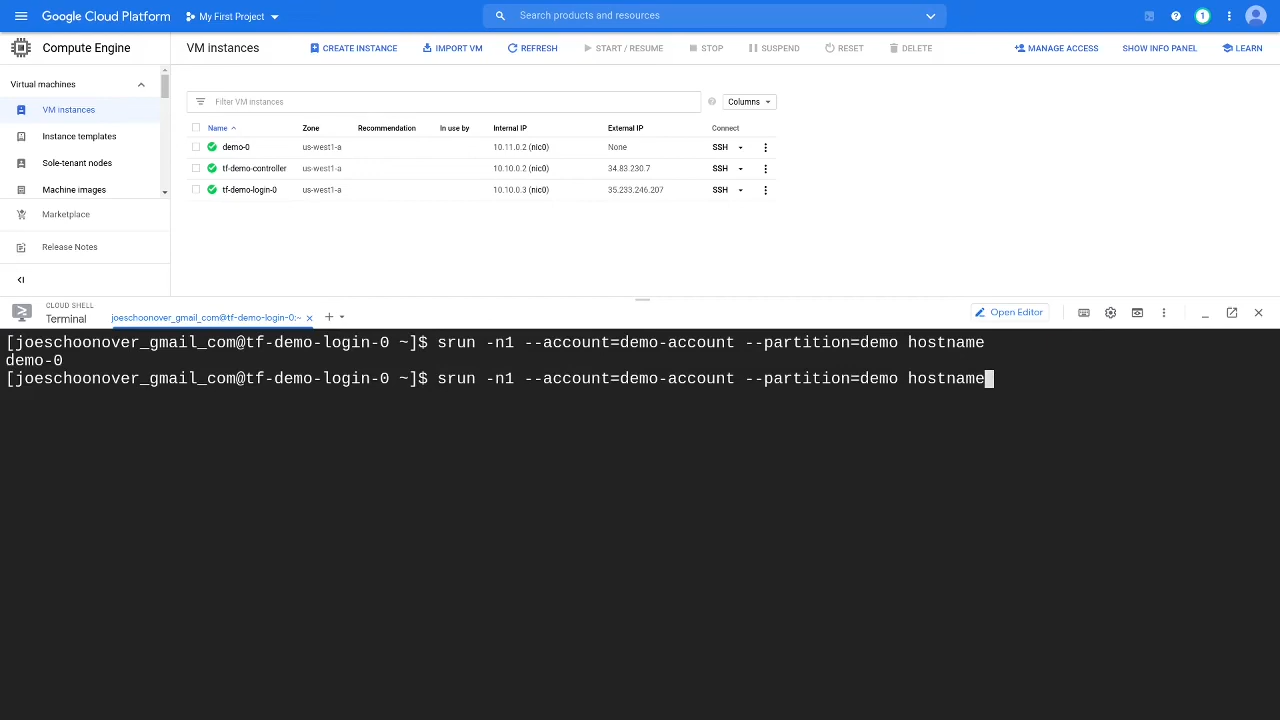 Google Cloud Platform My First Project Search products and resources 1
Compute Engine VM instances CREATE INSTANCE IMPORT VM REFRESH START / RESUME STOP SUSPEND RESET DELETE MANAGE ACCESS SHOW INFO PANEL LEARN
Virtual machines
VM instances
Instance templates
Sole-tenant nodes
Machine images
Marketplace
Release Notes
Filter VM instances Columns
Name Zone Recommendation In use by Internal IP External IP Connect
demo-0 us-west1-a 10.11.0.2 (nic0) None SSH
tf-demo-controller us-west1-a 10.10.0.2 (nic0) 34.83.230.7 SSH
tf-demo-login-0 us-west1-a 10.10.0.3 (nic0) 35.233.246.207 SSH
CLOUD SHELL
Terminal joeschoonover_gmail_com@tf-demo-login-0:~ Open Editor
[joeschoonover_gmail_com@tf-demo-login-0 ~]$ srun -n1 --account=demo-account --partition=demo hostname
demo-0
[joeschoonover_gmail_com@tf-demo-login-0 ~]$ srun -n1 --account=demo-account --partition=demo hostname